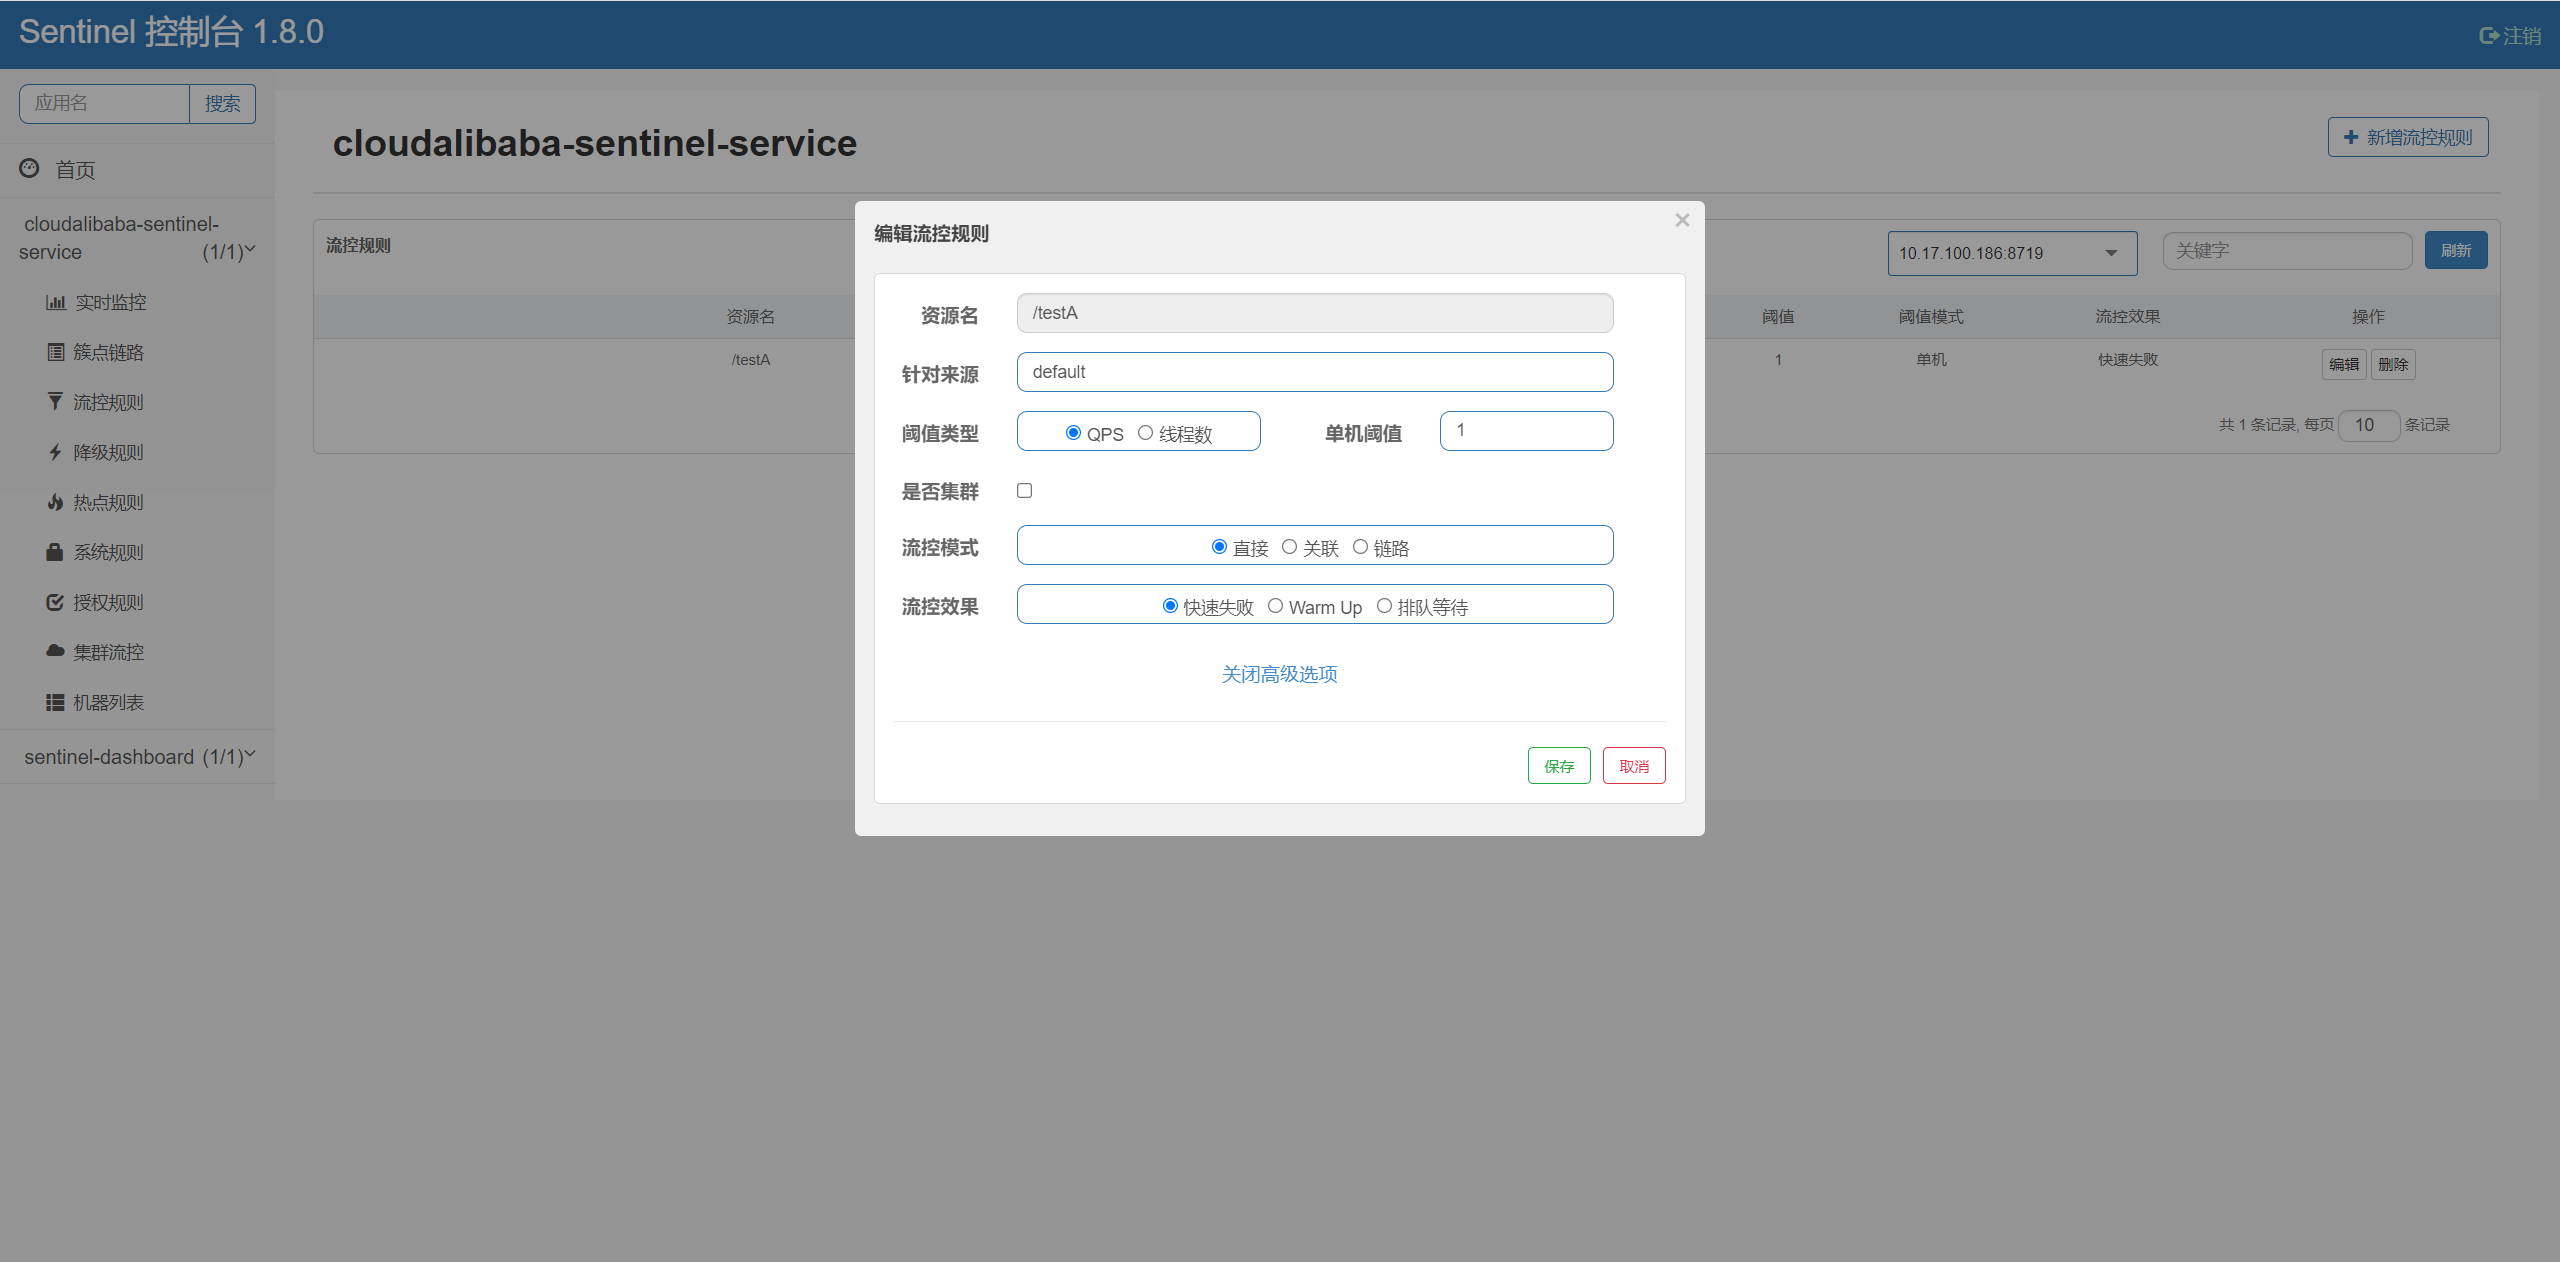 Sentinel 控制台 1.8.0
注销
应用名
搜索
首页
cloudalibaba-sentinel-
service (1/1)
实时监控
簇点链路
流控规则
降级规则
热点规则
系统规则
授权规则
集群流控
机器列表
sentinel-dashboard (1/1)
cloudalibaba-sentinel-service
新增流控规则
流控规则
10.17.100.186:8719
关键字
刷新
资源名 阈值 阈值模式 流控效果 操作
/testA 1 单机 快速失败 编辑 删除
共 1 条记录, 每页 10 条记录
编辑流控规则
×
资源名 /testA
针对来源 default
阈值类型 QPS 线程数 单机阈值 1
是否集群
流控模式 直接 关联 链路
流控效果 快速失败 Warm Up 排队等待
关闭高级选项
保存 取消